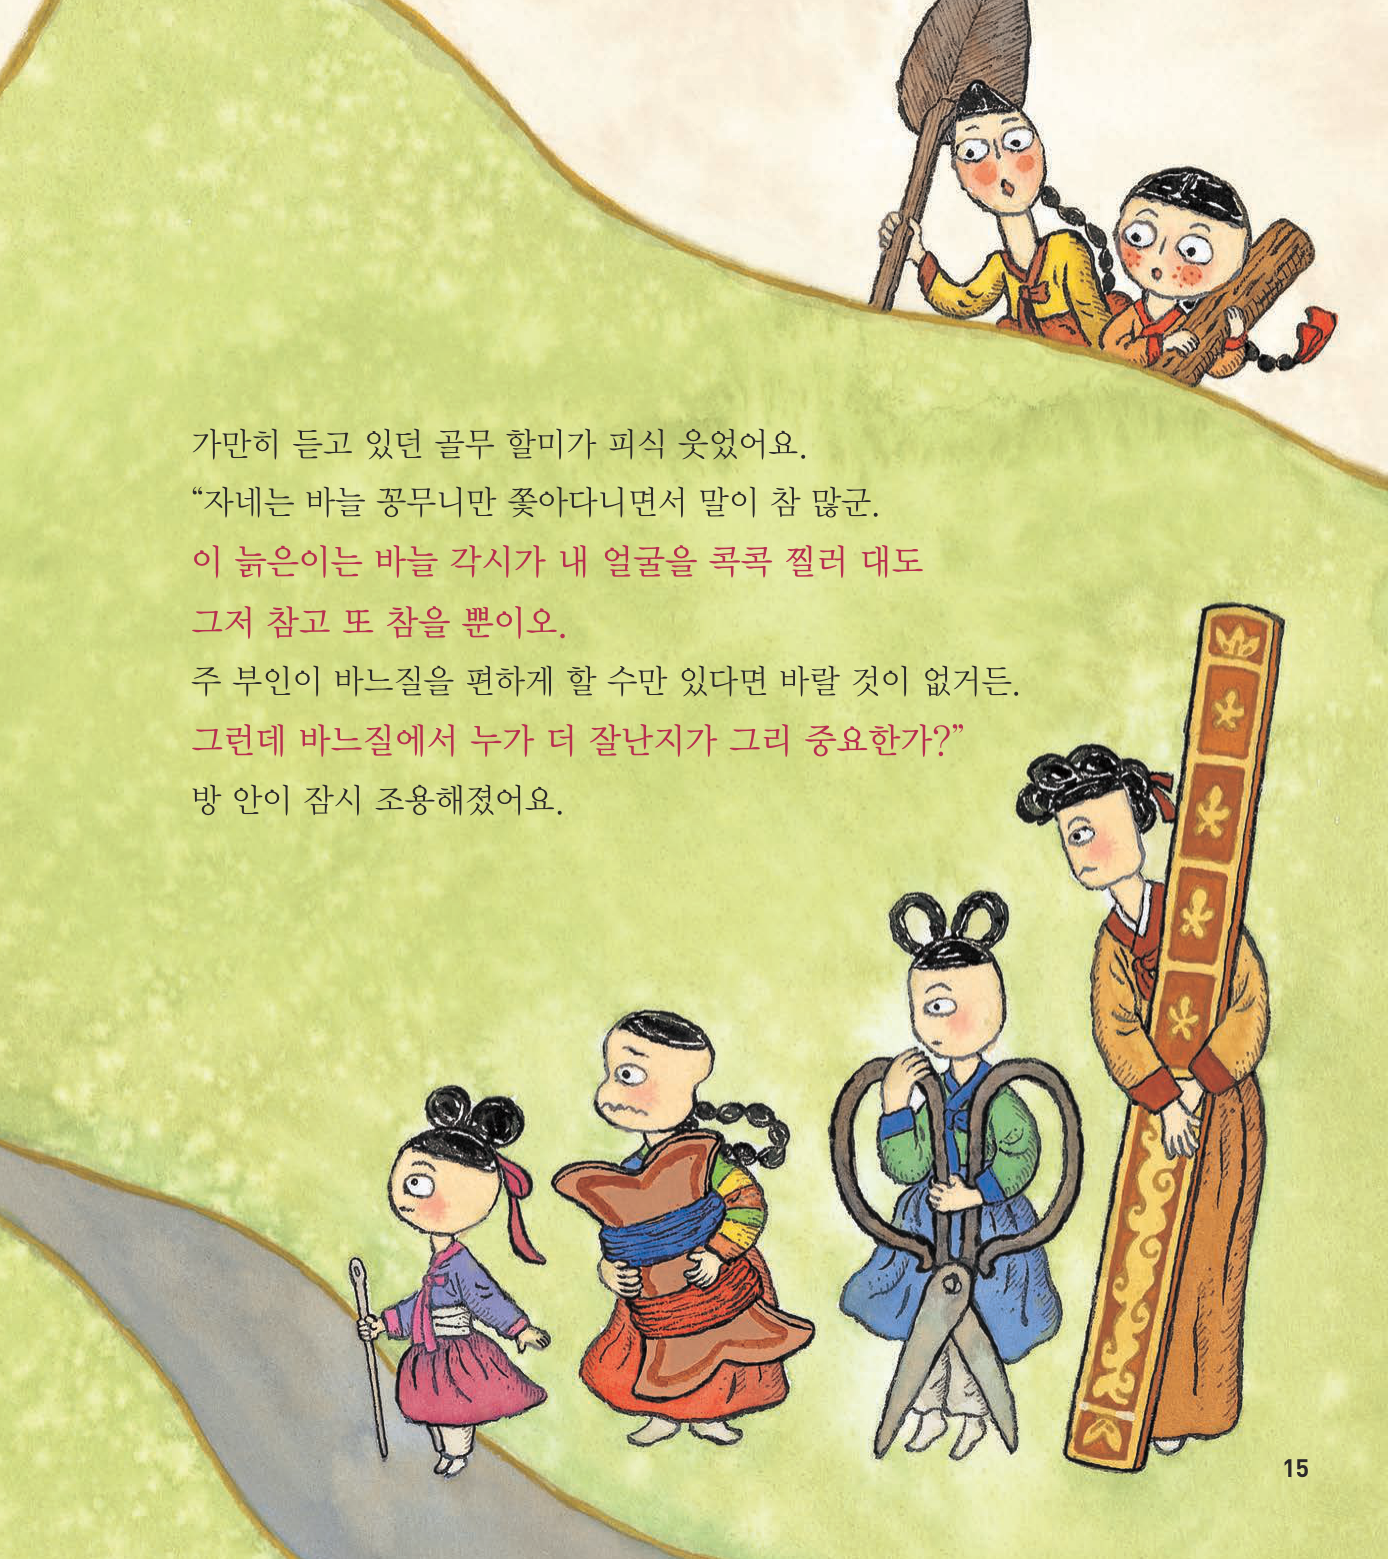 가만히 듣고 있던 골무 할미가 피식 웃었어요.
“자네는 바늘 꽁무니만 쫓아다니면서 말이 참 많군.
이 늙은이는 바늘 각시가 내 얼굴을 콕콕 찔러 대도
그저 참고 또 참을 뿐이오.
주 부인이 바느질을 편하게 할 수만 있다면 바랄 것이 없거든.
그런데 바느질에서 누가 더 잘난지가 그리 중요한가?”
방 안이 잠시 조용해졌어요.
15